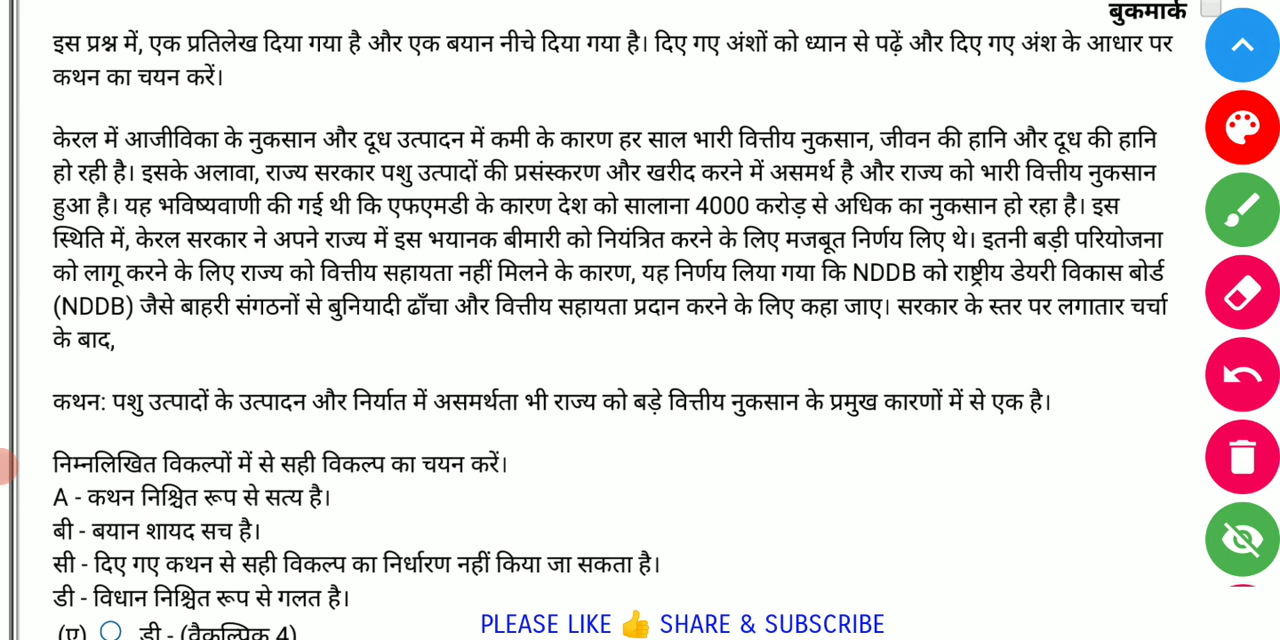 बुकमार्क
इस प्रश्न में, एक प्रतिलेख दिया गया है और एक बयान नीचे दिया गया है। दिए गए अंशों को ध्यान से पढ़ें और दिए गए अंश के आधार पर
कथन का चयन करें।
केरल में आजीविका के नुकसान और दूध उत्पादन में कमी के कारण हर साल भारी वित्तीय नुकसान, जीवन की हानि और दूध की हानि
हो रही है। इसके अलावा, राज्य सरकार पशु उत्पादों की प्रसंस्करण और खरीद करने में असमर्थ है और राज्य को भारी वित्तीय नुकसान
हुआ है। यह भविष्यवाणी की गई थी कि एफएमडी के कारण देश को सालाना 4000 करोड़ से अधिक का नुकसान हो रहा है। इस
स्थिति में, केरल सरकार ने अपने राज्य में इस भयानक बीमारी को नियंत्रित करने के लिए मजबूत निर्णय लिए थे। इतनी बड़ी परियोजना
को लागू करने के लिए राज्य को वित्तीय सहायता नहीं मिलने के कारण, यह निर्णय लिया गया कि NDDB को राष्ट्रीय डेयरी विकास बोर्ड
(NDDB) जैसे बाहरी संगठनों से बुनियादी ढाँचा और वित्तीय सहायता प्रदान करने के लिए कहा जाए। सरकार के स्तर पर लगातार चर्चा
के बाद,
कथन: पशु उत्पादों के उत्पादन और निर्यात में असमर्थता भी राज्य को बड़े वित्तीय नुकसान के प्रमुख कारणों में से एक है।
निम्नलिखित विकल्पों में से सही विकल्प का चयन करें।
A - कथन निश्चित रूप से सत्य है।
बी - बयान शायद सच है।
सी - दिए गए कथन से सही विकल्प का निर्धारण नहीं किया जा सकता है।
डी - विधान निश्चित रूप से गलत है।
(ए) डी - (वैकल्पिक 4)
PLEASE LIKE 👍 SHARE & SUBSCRIBE